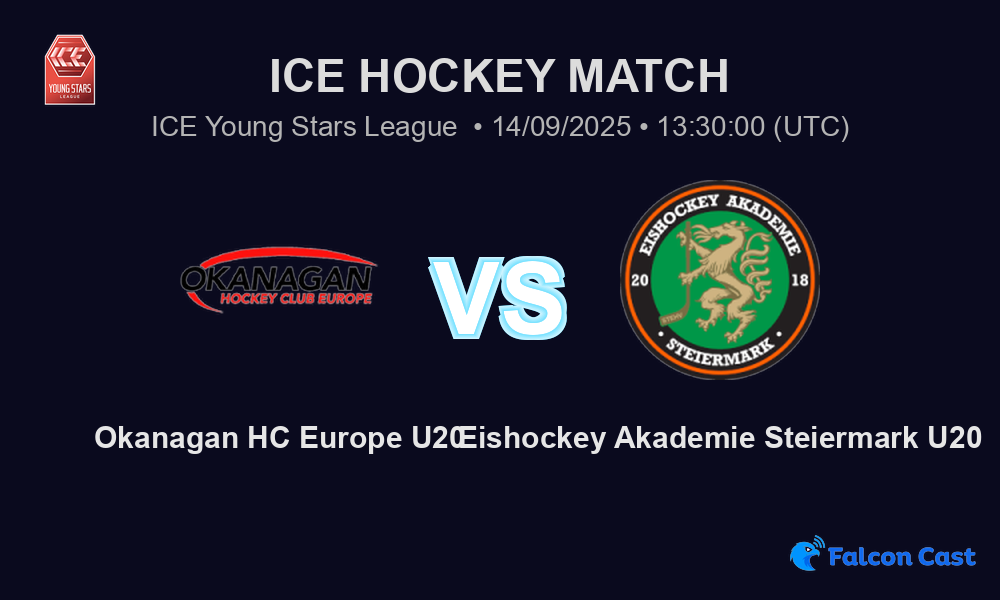 ICE
YOUNG STARS
LEAGUE
ICE HOCKEY MATCH
ICE Young Stars League • 14/09/2025 • 13:30:00 (UTC)
OKANAGAN
HOCKEY CLUB EUROPE
VS
EISHOCKEY AKADEMIE
20 18
STEIERMARK
Okanagan HC Europe U20 Eishockey Akademie Steiermark U20
Falcon Cast